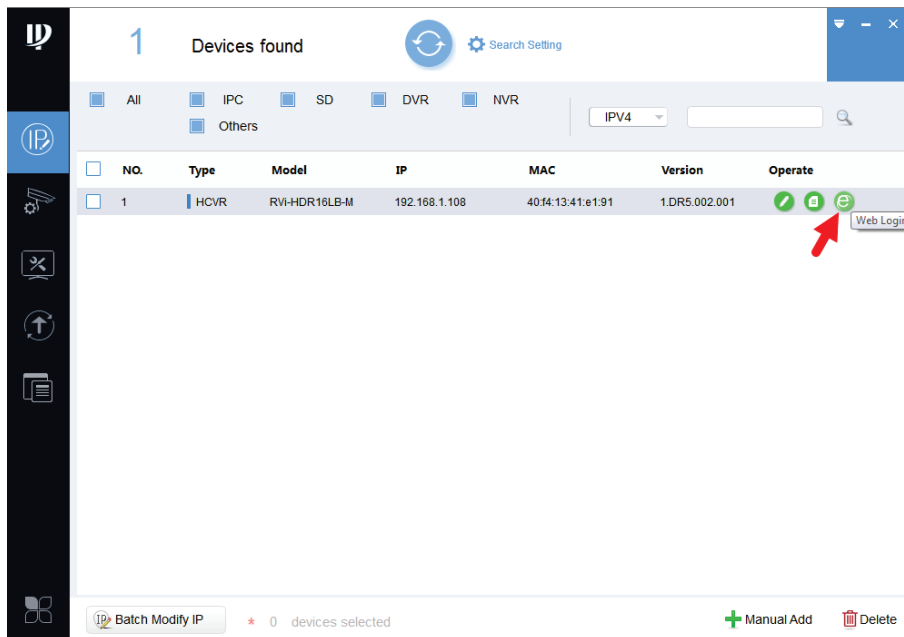 1 Devices found Search Setting
All IPC SD DVR NVR
Others
IPV4
NO. Type Model IP MAC Version Operate
1 HCVR RVi-HDR16LB-M 192.168.1.108 40:f4:13:41:e1:91 1.DR5.002.001
Web Login
Batch Modify IP * 0 devices selected Manual Add Delete